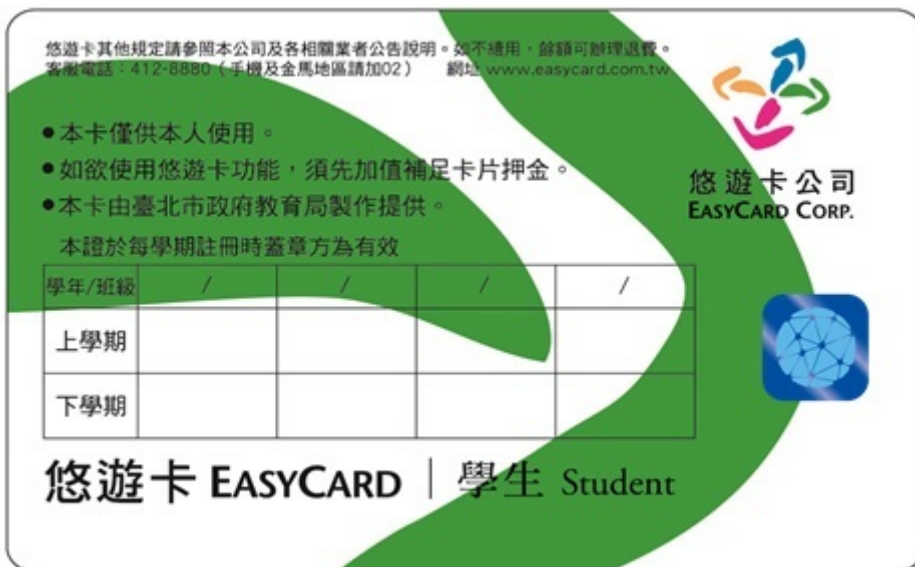 悠遊卡其他規定請參照本公司及各相關業者公告說明。如不續用，餘額可辦理退費。
客服電話：412-8880（手機及金馬地區請加02） 網址 www.easycard.com.tw
悠遊卡公司
EASYCARD CORP.
●本卡僅供本人使用。
●如欲使用悠遊卡功能，須先加值補足卡片押金。
●本卡由臺北市政府教育局製作提供。
本證於每學期註冊時蓋章方為有效
學年/班級 / / / /
上學期
下學期
悠遊卡 EASYCARD | 學生 Student